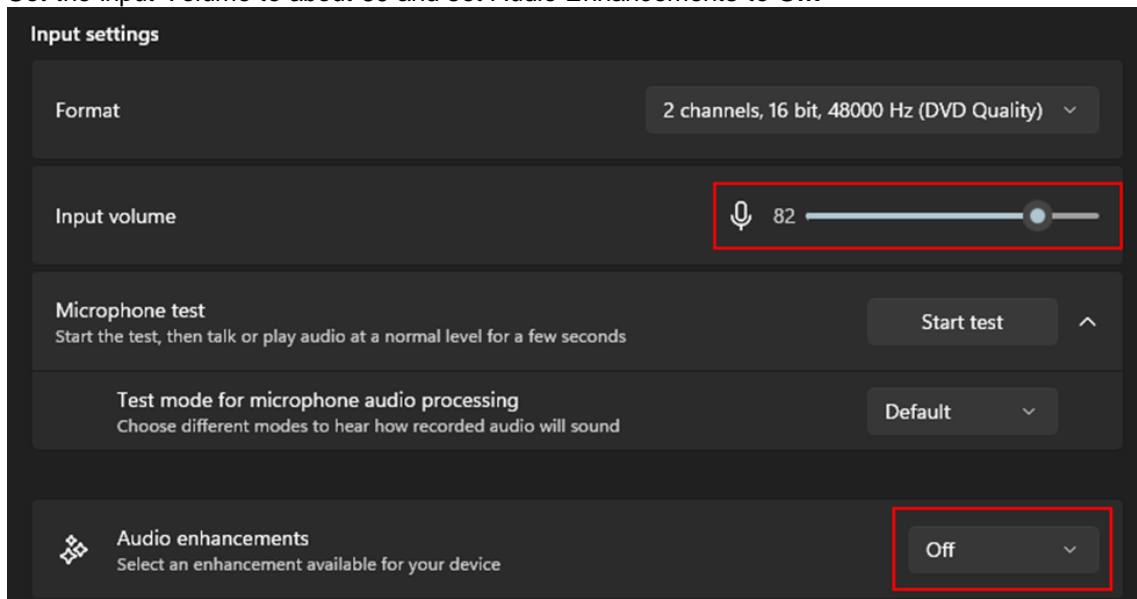 Input settings
Format
2 channels, 16 bit, 48000 Hz (DVD Quality)
Input volume
82
Microphone test
Start test
Start the test, then talk or play audio at a normal level for a few seconds
Test mode for microphone audio processing
Default
Choose different modes to hear how recorded audio will sound
Audio enhancements
Off
Select an enhancement available for your device